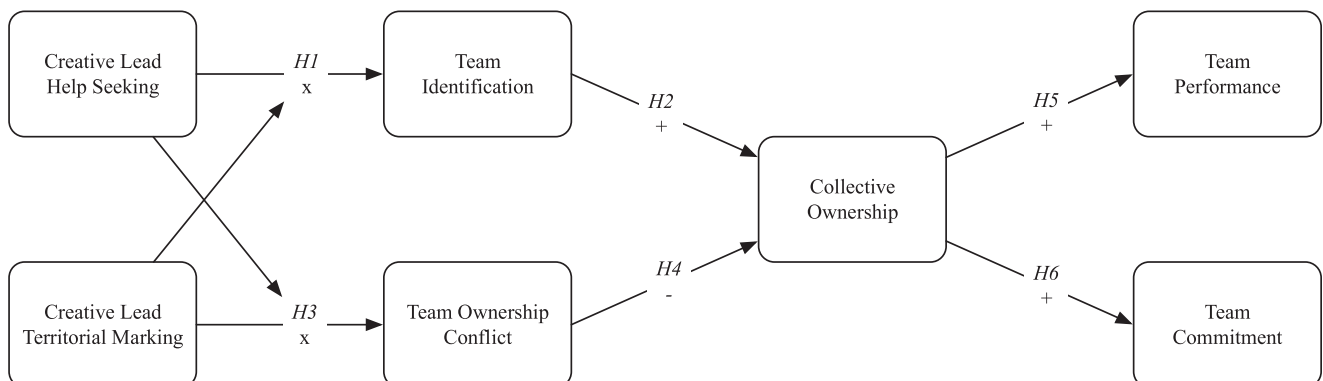 Creative Lead
Help Seeking
H1
x
Team
Identification
H2
+
Creative Lead
Territorial Marking
H3
x
Team Ownership
Conflict
H4
-
Collective
Ownership
H5
+
Team
Performance
H6
+
Team
Commitment